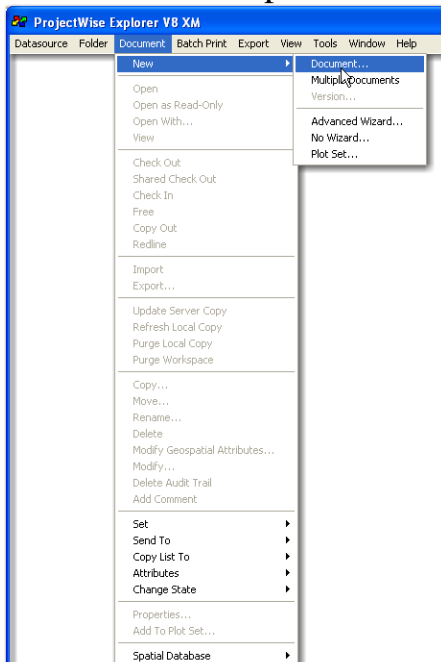 ProjectWise Explorer V8 XM
Datasource Folder Document Batch Print Export View Tools Window Help
New
Document...
Multiple Documents
Version...
Advanced Wizard...
No Wizard...
Plot Set...
Open
Open as Read-Only
Open With...
View
Check Out
Shared Check Out
Check In
Free
Copy Out
Redline
Import
Export...
Update Server Copy
Refresh Local Copy
Purge Local Copy
Purge Workspace
Copy...
Move...
Rename...
Delete
Modify Geospatial Attributes...
Modify...
Delete Audit Trail
Add Comment
Set
Send To
Copy List To
Attributes
Change State
Properties...
Add To Plot Set...
Spatial Database